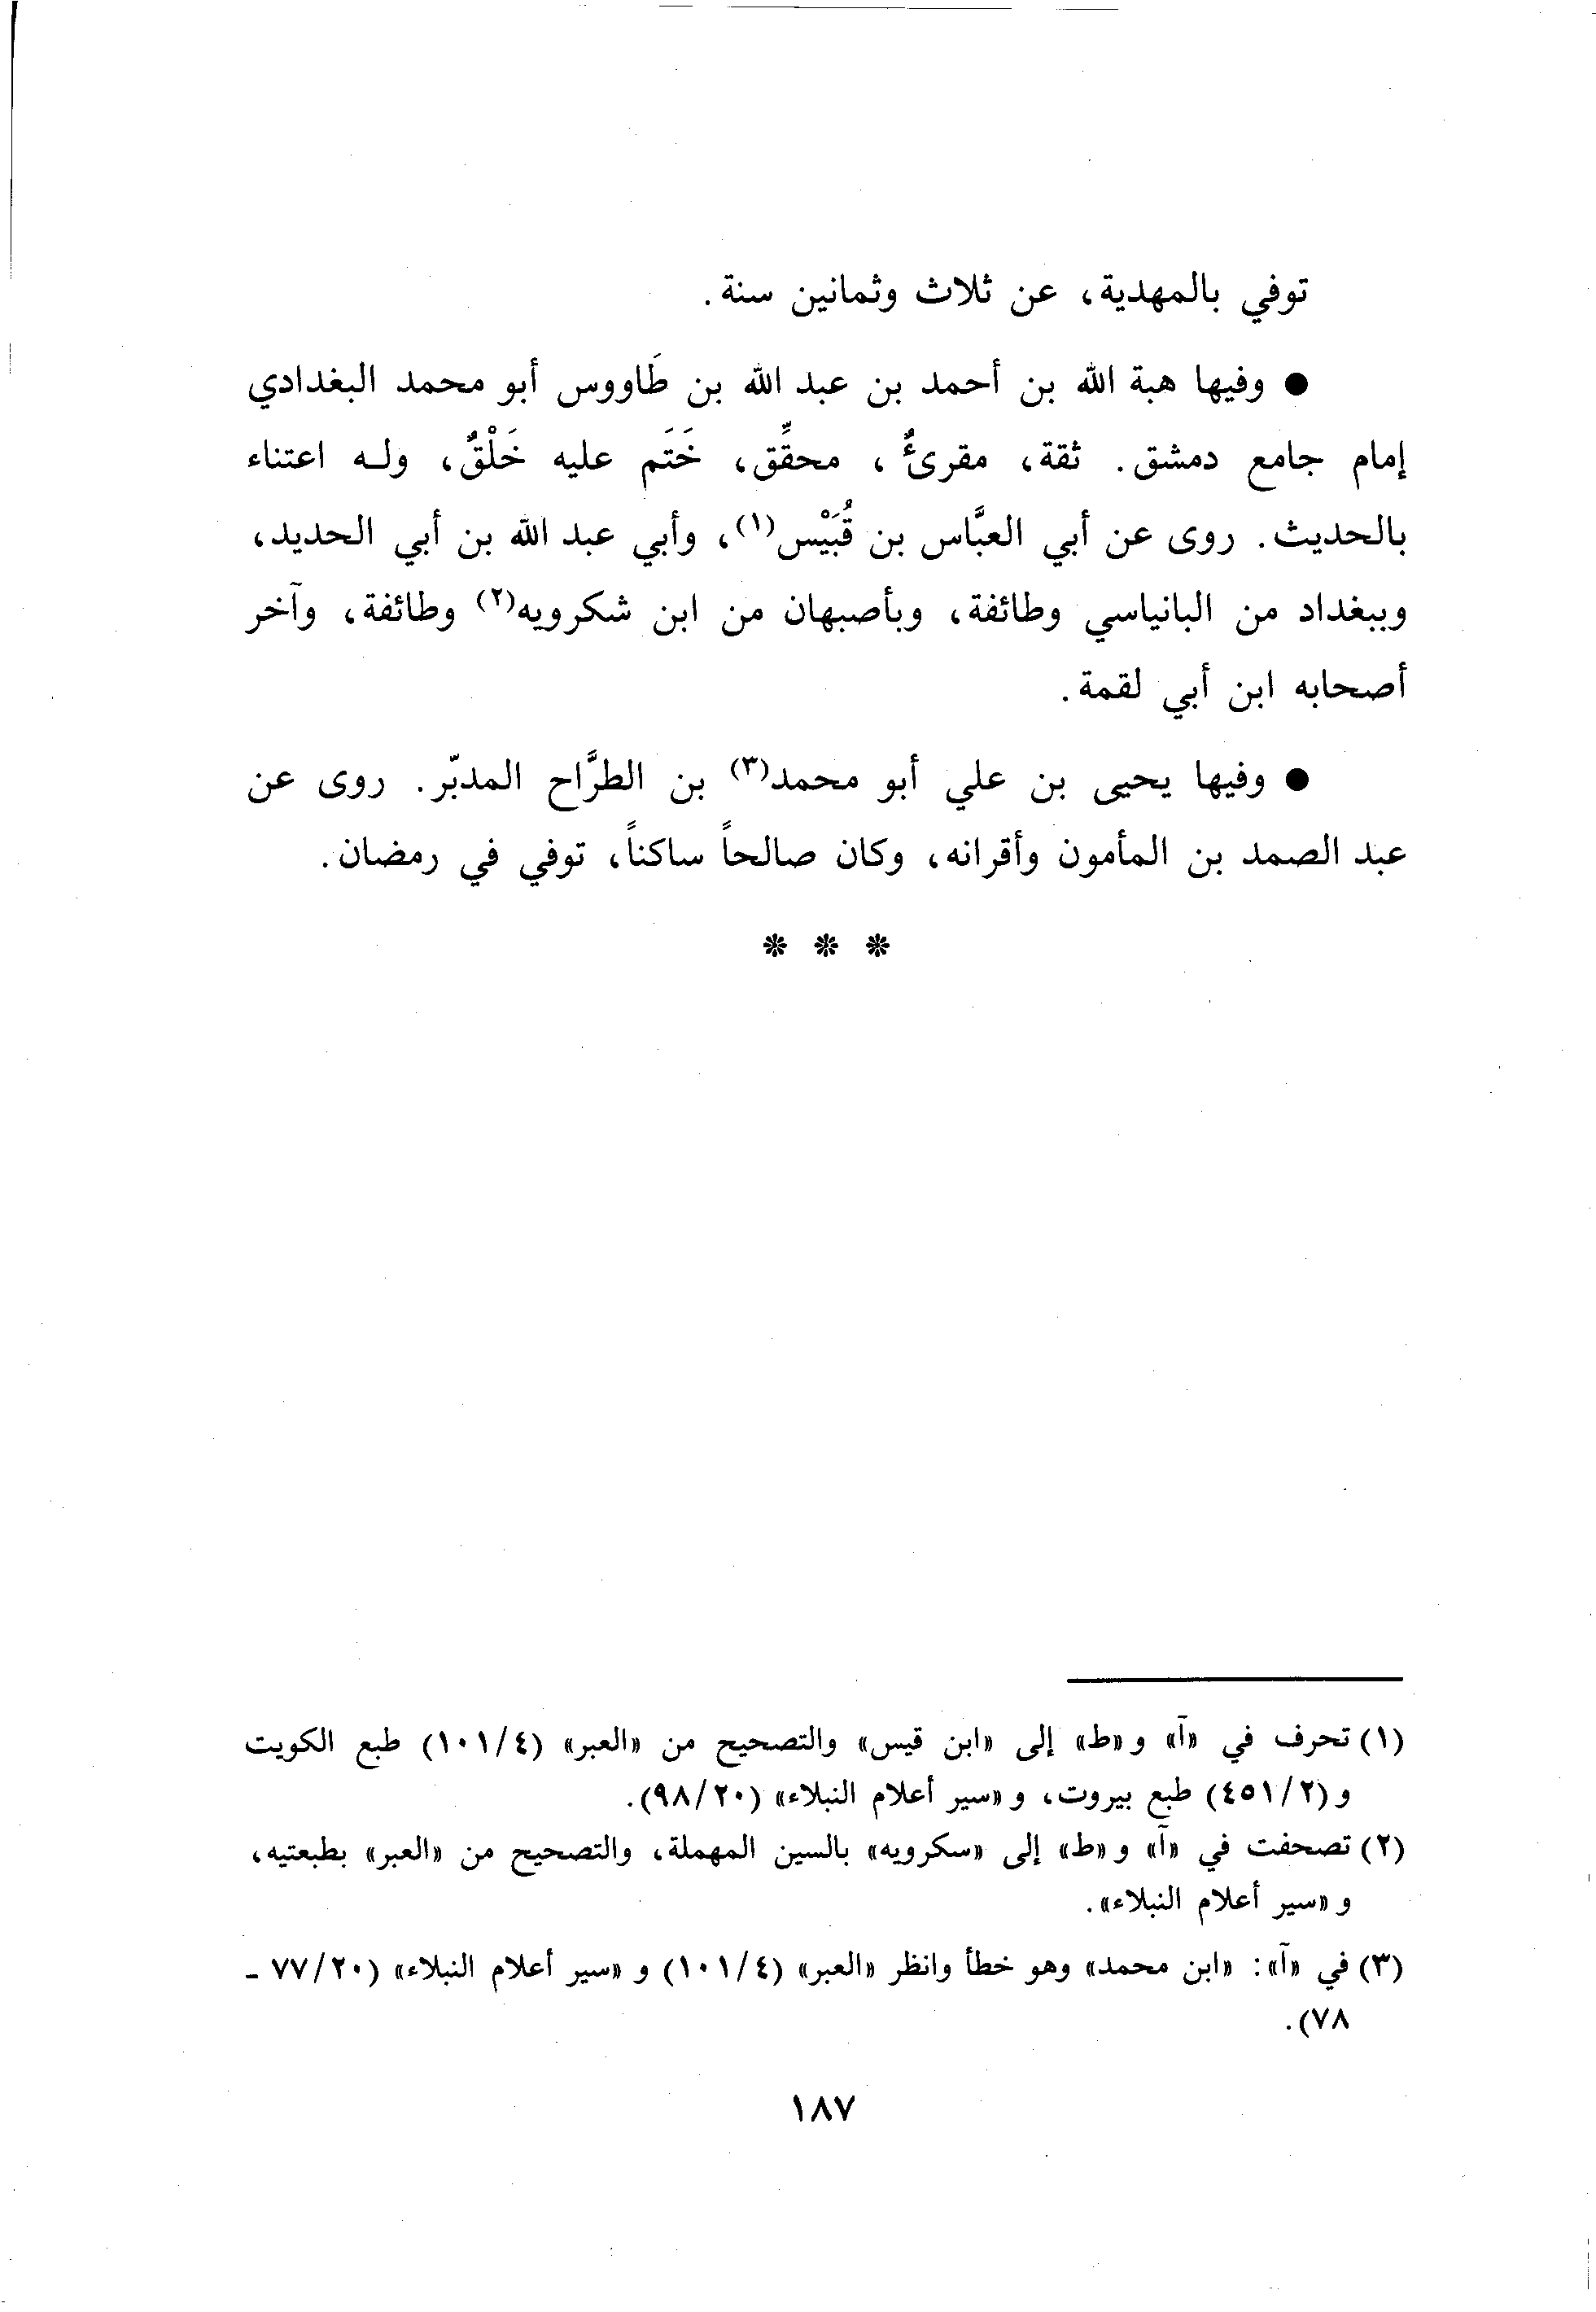 توفي بالمهدية، عن ثلاث وثمانين سنة.
● وفيها هبة الله بن أحمد بن عبد الله بن طَاووس أبو محمد البغدادي
إمام جامع دمشق. ثقة، مقرئٌ، محقِّق، خَتَم عليه خَلْقٌ، ولـه اعتناء
بالحديث. روى عن أبي العبَّاس بن قُبَيْس(١)، وأبي عبد الله بن أبي الحديد،
وببغداد من البانياسي وطائفة، وبأصبهان من ابن شكرويه(٢) وطائفة، وآخر
أصحابه ابن أبي لقمة.
● وفيها يحيى بن علي أبو محمد(٣) بن الطرَّاح المدبّر. روى عن
عبد الصمد بن المأمون وأقرانه، وكان صالحاً ساكناً، توفي في رمضان.
* * *
(١) تحرف في «آ» و«ط» إلى «ابن قيس» والتصحيح من «العبر» (٤/١٠١) طبع الكويت
و (٢/٤٥١) طبع بيروت، و «سير أعلام النبلاء» (٢٠/٩٨).
(٢) تصحفت في «آ» و «ط» إلى «سكرويه» بالسين المهملة، والتصحيح من «العبر» بطبعتيه،
و «سير أعلام النبلاء».
(٣) في «آ»: «ابن محمد» وهو خطأ وانظر «العبر» (٤/١٠١) و «سير أعلام النبلاء» (٢٠/٧٧ ـ
٧٨).
١٨٧